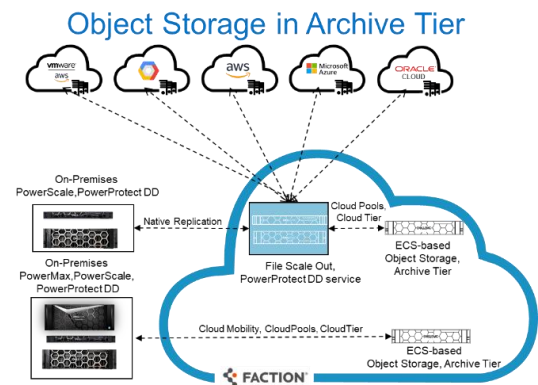 Object Storage in Archive Tier
vmware
aws
aws
Microsoft
Azure
ORACLE
CLOUD
On-Premises
PowerScale,PowerProtect DD
Native Replication
Cloud Pools,
Cloud Tier
ECS-based
Object Storage,
Archive Tier
File Scale Out,
PowerProtect DD service
On-Premises
PowerMax,PowerScale,
PowerProtect DD
Cloud Mobility, CloudPools, CloudTier
ECS-based
Object Storage, Archive Tier
FACTION